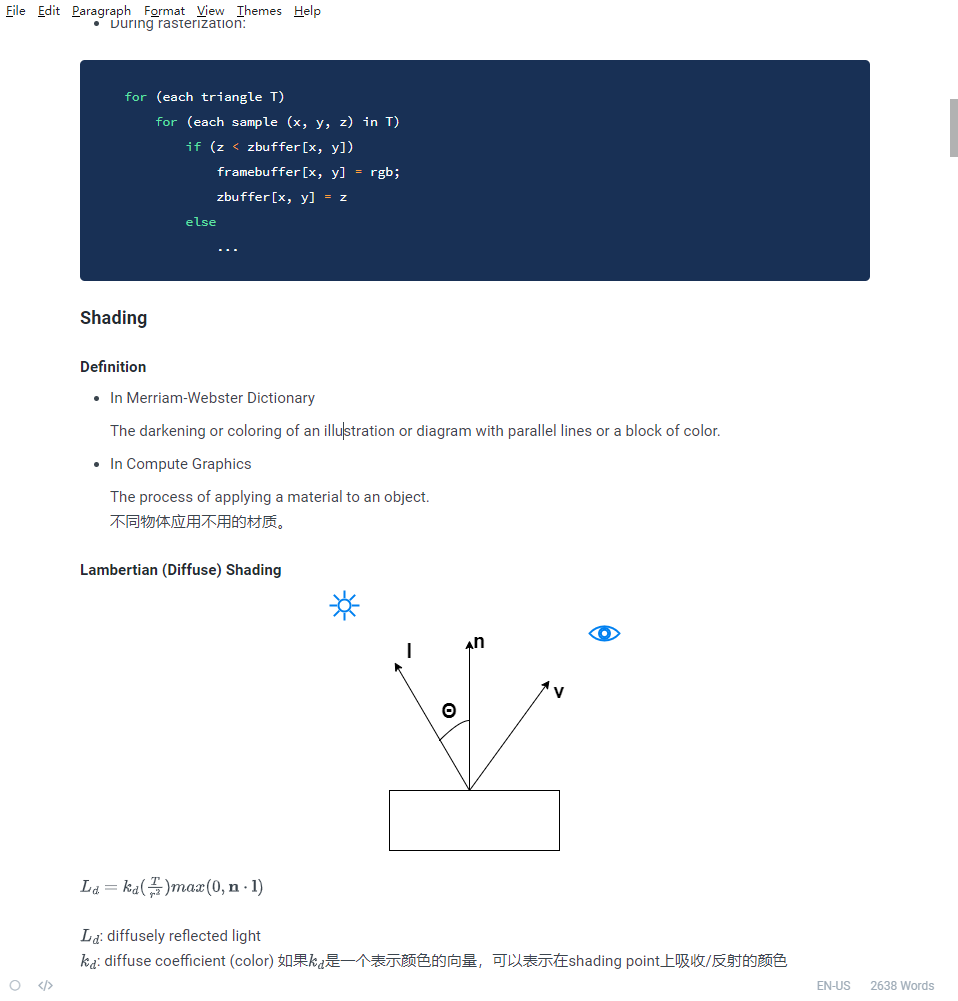 File Edit Paragraph Format View Themes Help
During rasterization:
for (each triangle T)
for (each sample (x, y, z) in T)
if (z < zbuffer[x, y])
framebuffer[x, y] = rgb;
zbuffer[x, y] = z
else
...
Shading
Definition
In Merriam-Webster Dictionary
The darkening or coloring of an illustration or diagram with parallel lines or a block of color.
In Compute Graphics
The process of applying a material to an object.
不同物体应用不用的材质。
Lambertian (Diffuse) Shading
l
n
v
Θ
L_d = k_d(T/r²)max(0, n · l)
L_d: diffusely reflected light
k_d: diffuse coefficient (color) 如果k_d是一个表示颜色的向量，可以表示在shading point上吸收/反射的颜色
</> EN-US 2638 Words